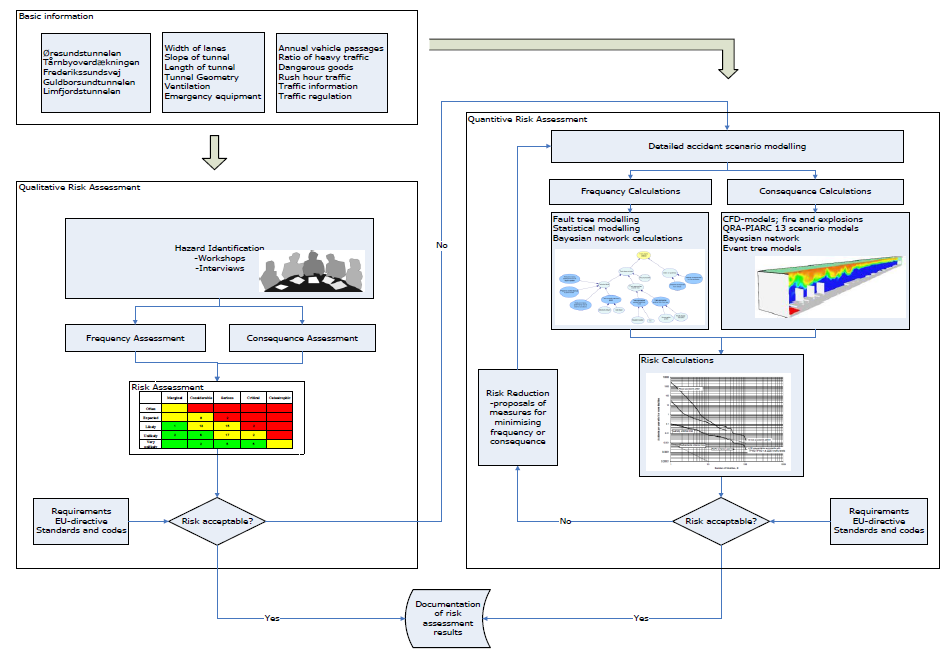 Basic information
Øresundstunnelen
Tårnbyoverdækningen
Frederikssundsvej
Guldborsundtunnelen
Limfjordstunnelen
Width of lanes
Slope of tunnel
Length of tunnel
Tunnel Geometry
Ventilation
Emergency equipment
Annual vehicle passages
Ratio of heavy traffic
Dangerous goods
Rush hour traffic
Traffic information
Traffic regulation
Qualitative Risk Assessment
Hazard Identification
-Workshops
-Interviews
Frequency Assessment
Consequence Assessment
Risk Assessment
Marginal Considerable Serious Critical Catastrophic
Often
Expected
Likely
Unlikely
Very
unlikely
Requirements
EU-directive
Standards and codes
Risk acceptable?
No
Yes
Quantitive Risk Assessment
Detailed accident scenario modelling
Frequency Calculations
Consequence Calculations
Fault tree modelling
Statistical modelling
Bayesian network calculations
CFD-models; fire and explosions
QRA-PIARC 13 scenario models
Bayesian network
Event tree models
Risk Calculations
Risk Reduction
-proposals of
measures for
minimising
frequency or
consequence
No
Risk acceptable?
Requirements
EU-directive
Standards and codes
Yes
Documentation
of risk
assessment
results